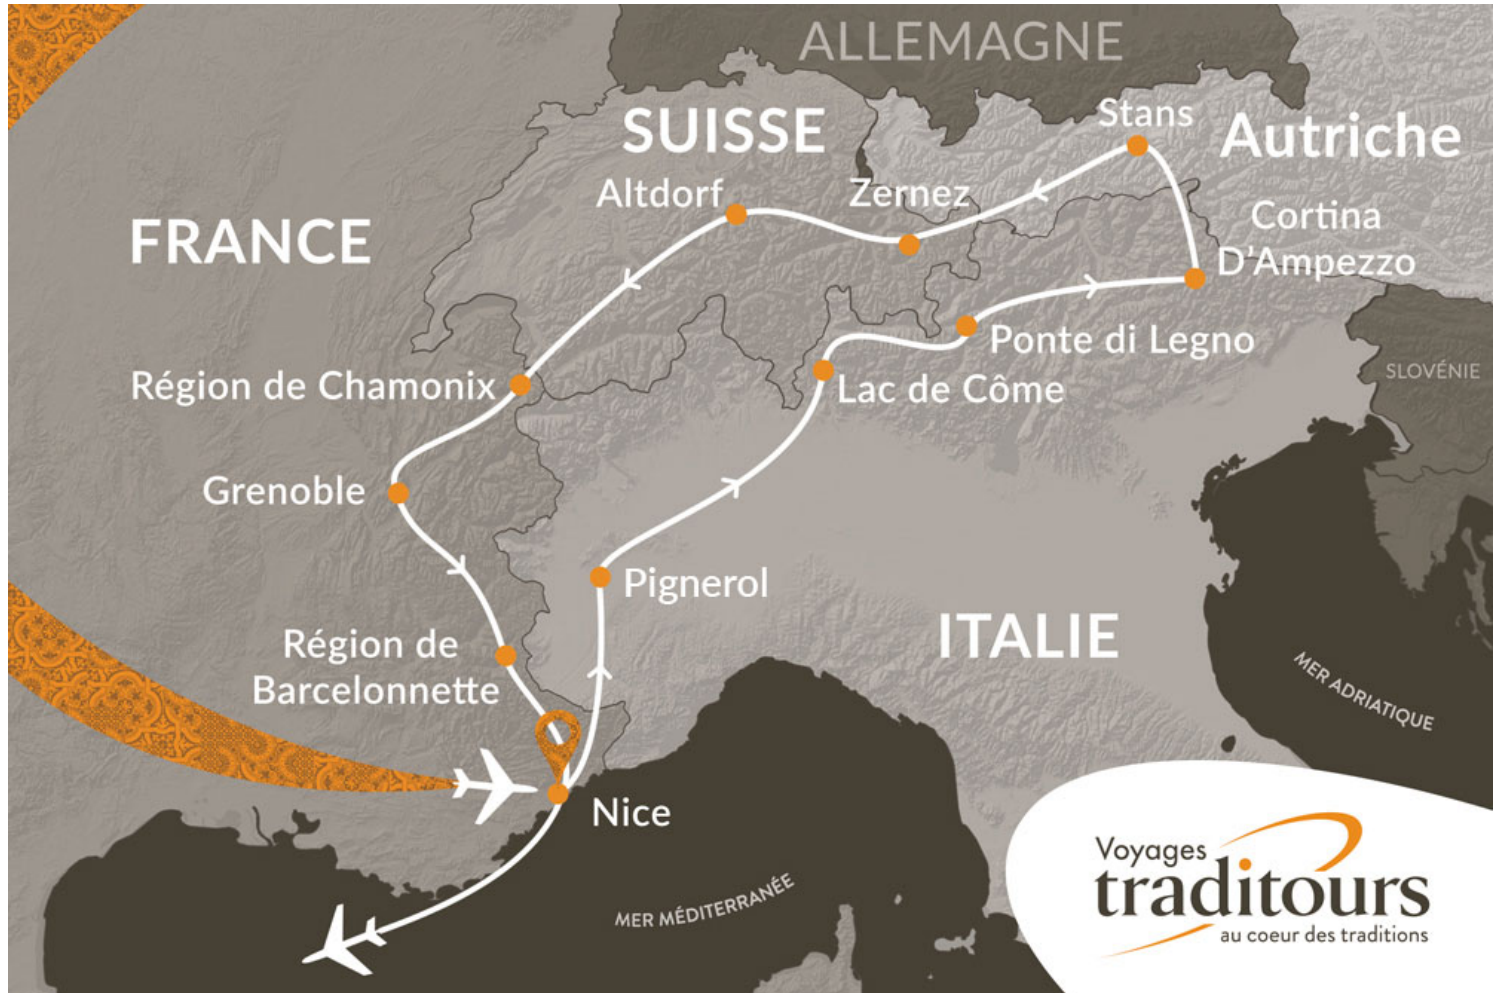 ALLEMAGNE
Stans
SUISSE
Autriche
Altdorf
Zernez
Cortina
D'Ampezzo
FRANCE
Ponte di Legno
SLOVÉNIE
Région de Chamonix
Lac de Côme
Grenoble
Pignerol
ITALIE
Région de
Barcelonnette
MER ADRIATIQUE
Nice
MER MÉDITERRANÉE
Voyages
traditours
au coeur des traditions